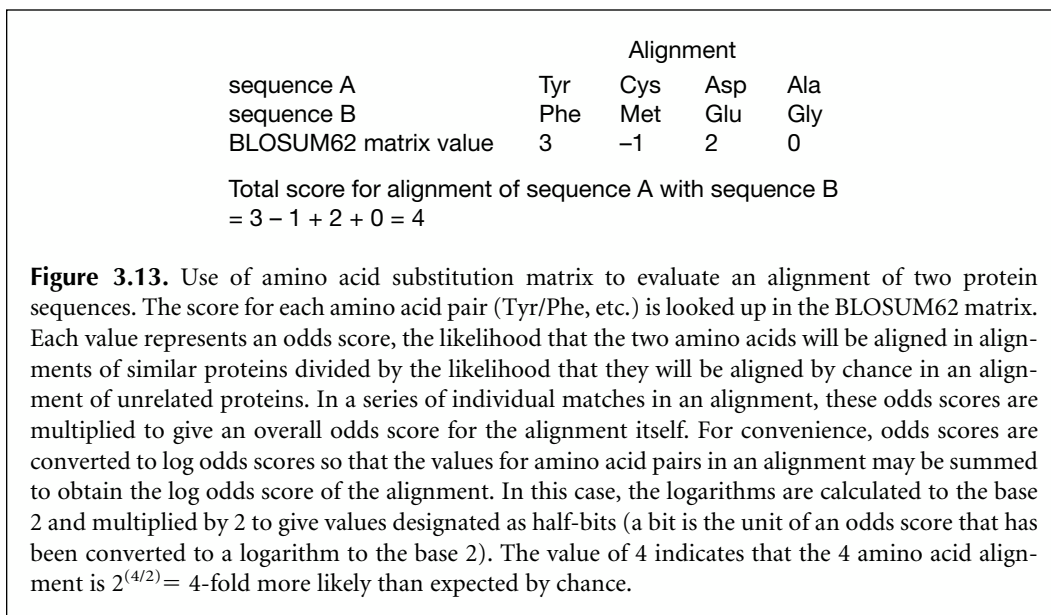 Alignment
sequence A Tyr Cys Asp Ala
sequence B Phe Met Glu Gly
BLOSUM62 matrix value 3 –1 2 0
Total score for alignment of sequence A with sequence B
= 3 – 1 + 2 + 0 = 4
Figure 3.13. Use of amino acid substitution matrix to evaluate an alignment of two protein
sequences. The score for each amino acid pair (Tyr/Phe, etc.) is looked up in the BLOSUM62 matrix.
Each value represents an odds score, the likelihood that the two amino acids will be aligned in align-
ments of similar proteins divided by the likelihood that they will be aligned by chance in an align-
ment of unrelated proteins. In a series of individual matches in an alignment, these odds scores are
multiplied to give an overall odds score for the alignment itself. For convenience, odds scores are
converted to log odds scores so that the values for amino acid pairs in an alignment may be summed
to obtain the log odds score of the alignment. In this case, the logarithms are calculated to the base
2 and multiplied by 2 to give values designated as half-bits (a bit is the unit of an odds score that has
been converted to a logarithm to the base 2). The value of 4 indicates that the 4 amino acid align-
ment is 2^(4/2) = 4-fold more likely than expected by chance.